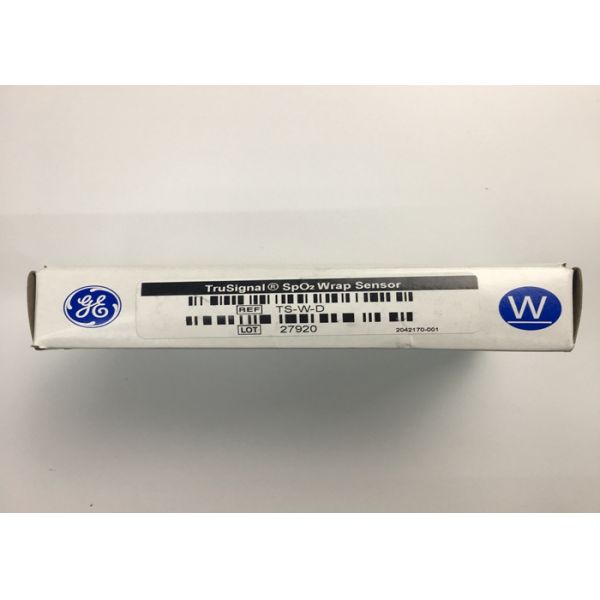 TruSignal® SpO₂ Wrap Sensor
GE
REF TS-W-D
W
LOT 27920
2042170-001